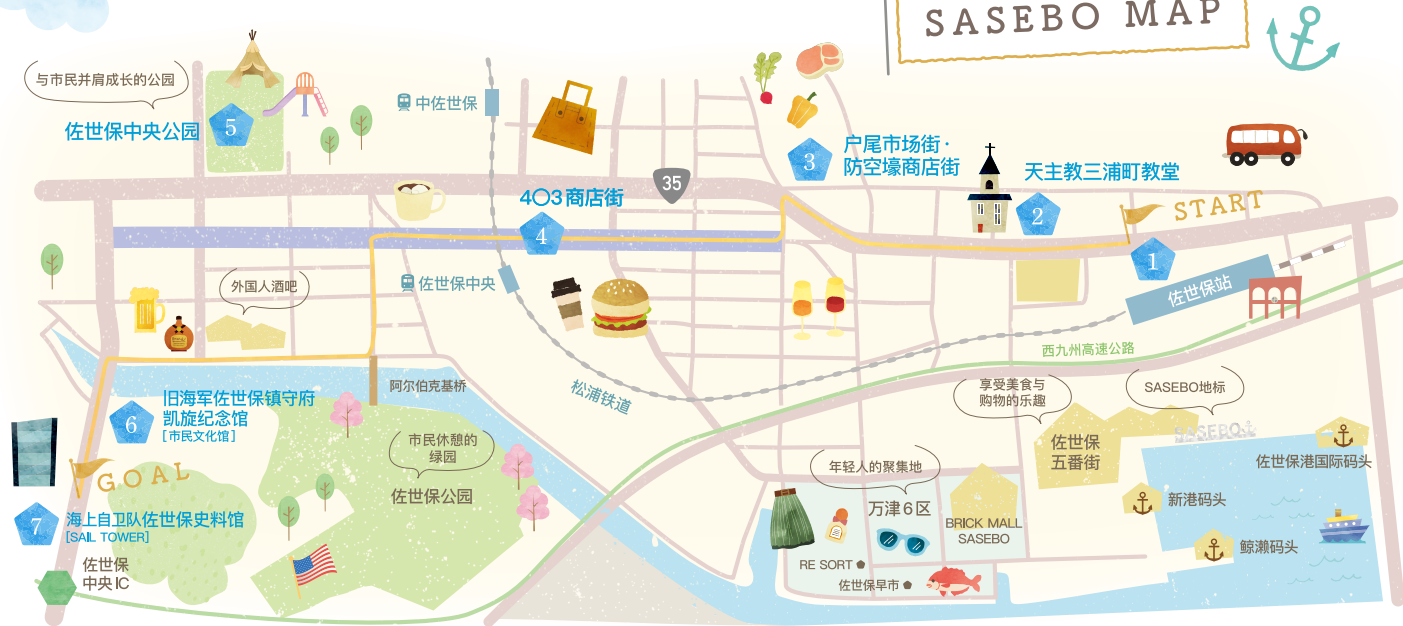 SASEBO MAP
与市民并肩成长的公园
佐世保中央公园
5
中佐世保
3
户尾市场街·
防空壕商店街
天主教三浦町教堂
2
START
35
4〇3商店街
4
1
佐世保站
外国人酒吧
佐世保中央
西九州高速公路
松浦铁道
阿尔伯克基桥
6
旧海军佐世保镇守府
凯旋纪念馆
[市民文化馆]
GOAL
7
海上自卫队佐世保史料馆
[SAIL TOWER]
佐世保
中央IC
市民休憩的
绿园
佐世保公园
享受美食与
购物的乐趣
SASEBO地标
佐世保
五番街
SASEBO
佐世保港国际码头
新港码头
鲸濑码头
年轻人的聚集地
万津6区
BRICK MALL
SASEBO
RE SORT
佐世保早市